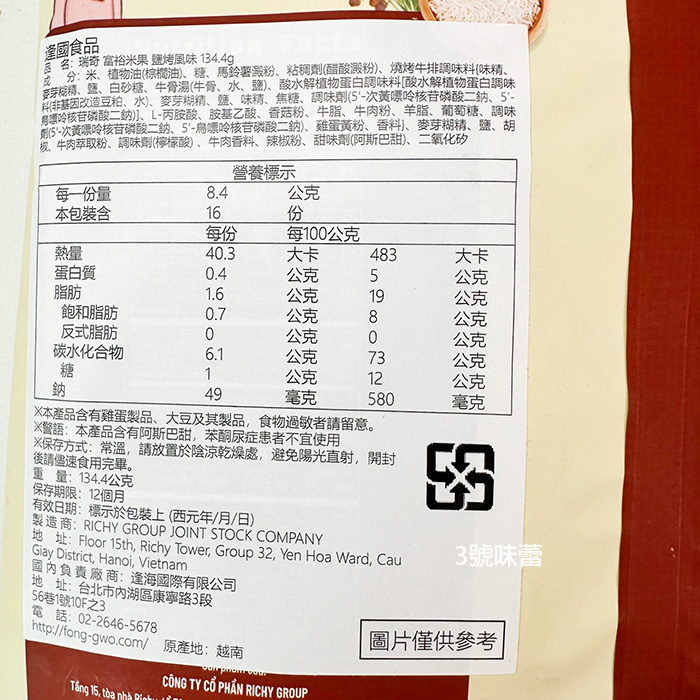 逢國食品
品　名：瑞奇 富裕米果 鹽烤風味 134.4g
成　分：米、植物油(棕櫚油)、糖、馬鈴薯澱粉、粘稠劑(醋酸澱粉)、燒烤牛排調味料(味精、
麥芽糊精、鹽、白砂糖、牛骨湯(牛骨、水、鹽)、酸水解植物蛋白調味料[酸水解植物蛋白調味
料(非基因改造豆粕、水)、麥芽糊精、鹽、味精、焦糖、調味劑(5'-次黃嘌呤核苷磷酸二鈉、5'-
鳥嘌呤核苷磷酸二鈉)]、L-丙胺酸、胺基乙酸、香菇粉、牛脂、牛肉粉、羊脂、葡萄糖、調味
劑(5'-次黃嘌呤核苷磷酸二鈉、5'-鳥嘌呤核苷磷酸二鈉)、雞蛋黃粉、香料)、麥芽糊精、鹽、胡
椒、牛肉萃取粉、調味劑(檸檬酸)、牛肉香料、辣椒粉、甜味劑(阿斯巴甜)、二氧化矽
營養標示
每一份量 8.4 公克
本包裝含 16 份
每份 每100公克
熱量 40.3 大卡 483 大卡
蛋白質 0.4 公克 5 公克
脂肪 1.6 公克 19 公克
飽和脂肪 0.7 公克 8 公克
反式脂肪 0 公克 0 公克
碳水化合物 6.1 公克 73 公克
糖 1 公克 12 公克
鈉 49 毫克 580 毫克
※本產品含有雞蛋製品、大豆及其製品，食物過敏者請留意。
※警語：本產品含有阿斯巴甜，苯酮尿症患者不宜使用
※保存方式：常溫，請放置於陰涼乾燥處，避免陽光直射，開封
後請儘速食用完畢。
重　量：134.4公克
保存期限：12個月
有效日期：標示於包裝上 (西元年/月/日)
製 造 商：RICHY GROUP JOINT STOCK COMPANY
地　址：Floor 15th, Richy Tower, Group 32, Yen Hoa Ward, Cau
Giay District, Hanoi, Vietnam
國 內 負 責 廠 商：逢海國際有限公司
地　址：台北市內湖區康寧路3段
56巷1號10F之3
電　話：02-2646-5678
http://fong-gwo.com/　原產地：越南
3號味蕾
圖片僅供參考
CÔNG TY CỔ PHẦN RICHY GROUP
Tầng 15, tòa nhà Richy